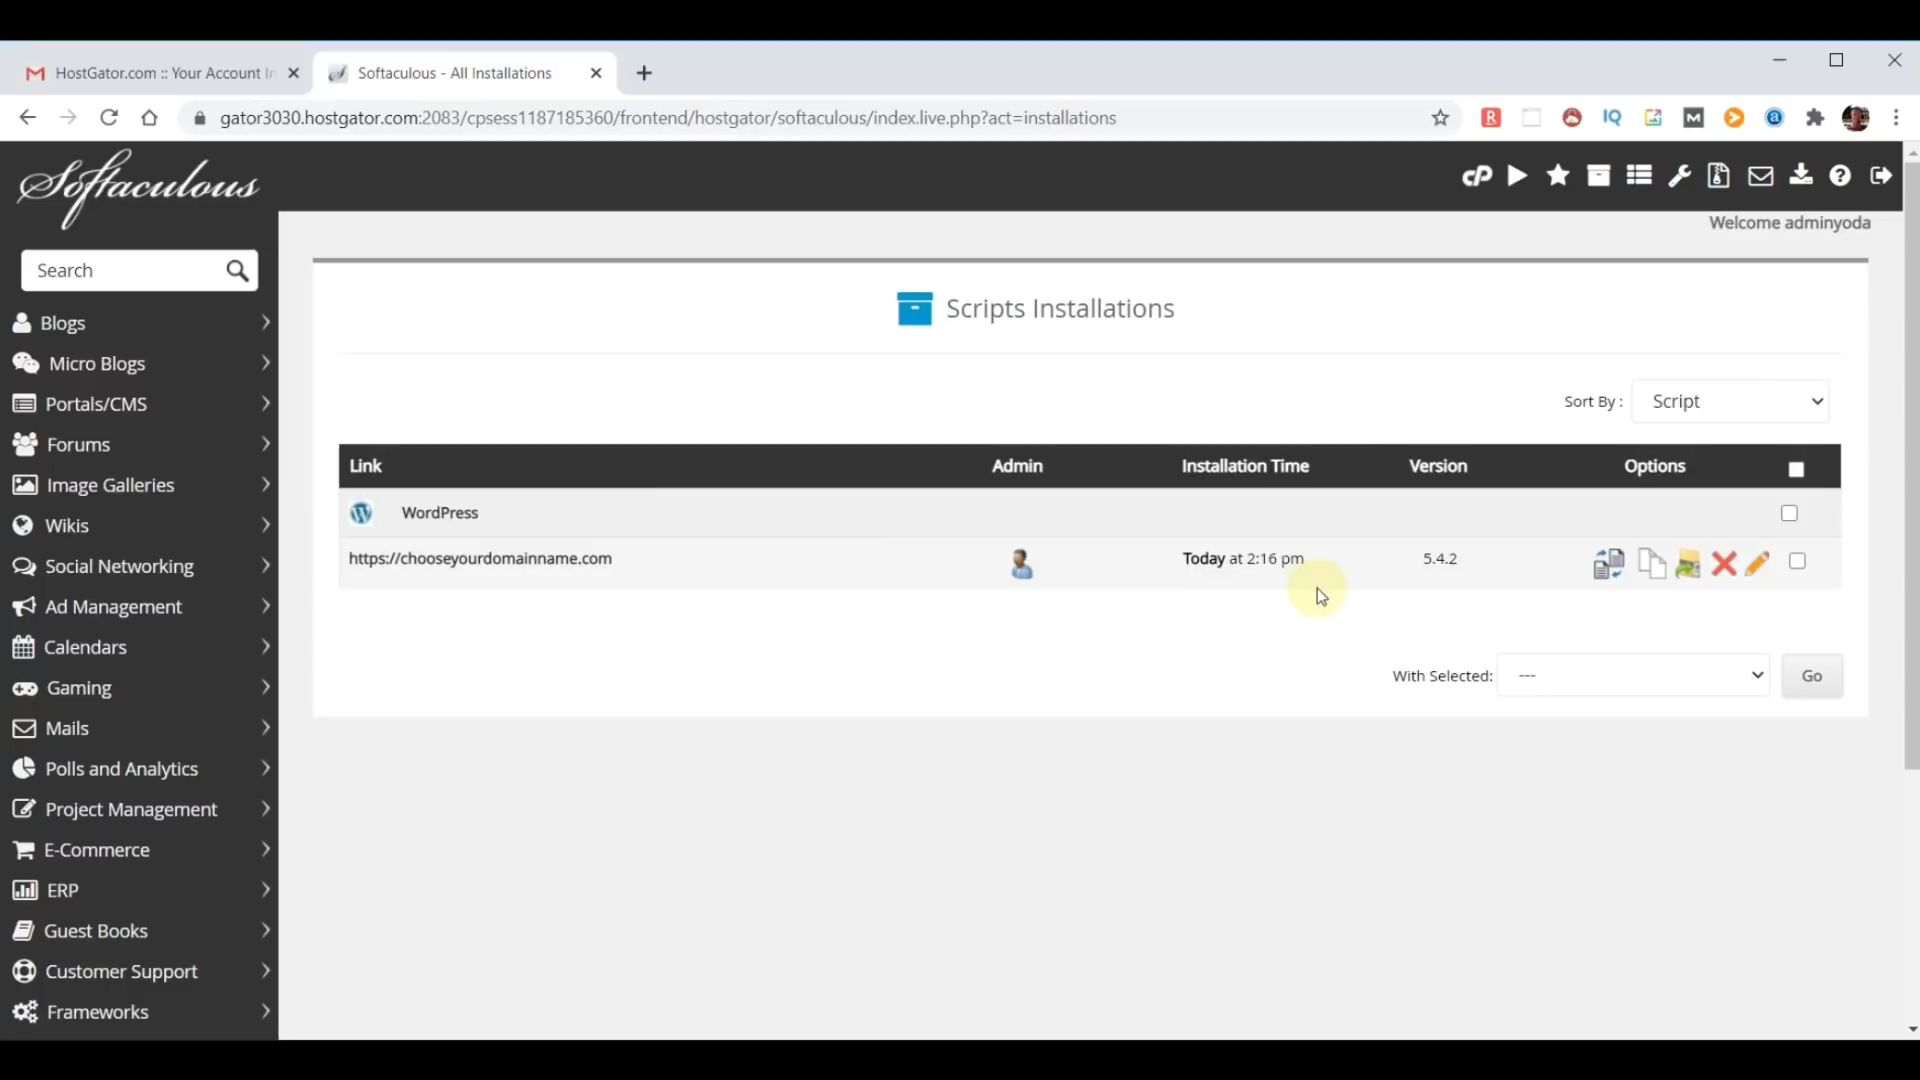 HostGator.com :: Your Account In
Softaculous - All Installations
gator3030.hostgator.com:2083/cpsess1187185360/frontend/hostgator/softaculous/index.live.php?act=installations
Softaculous
cP
Welcome adminyoda
Search
Blogs
Micro Blogs
Portals/CMS
Forums
Image Galleries
Wikis
Social Networking
Ad Management
Calendars
Gaming
Mails
Polls and Analytics
Project Management
E-Commerce
ERP
Guest Books
Customer Support
Frameworks
Scripts Installations
Sort By : Script
Link Admin Installation Time Version Options
WordPress
https://chooseyourdomainname.com Today at 2:16 pm 5.4.2
With Selected: --- Go